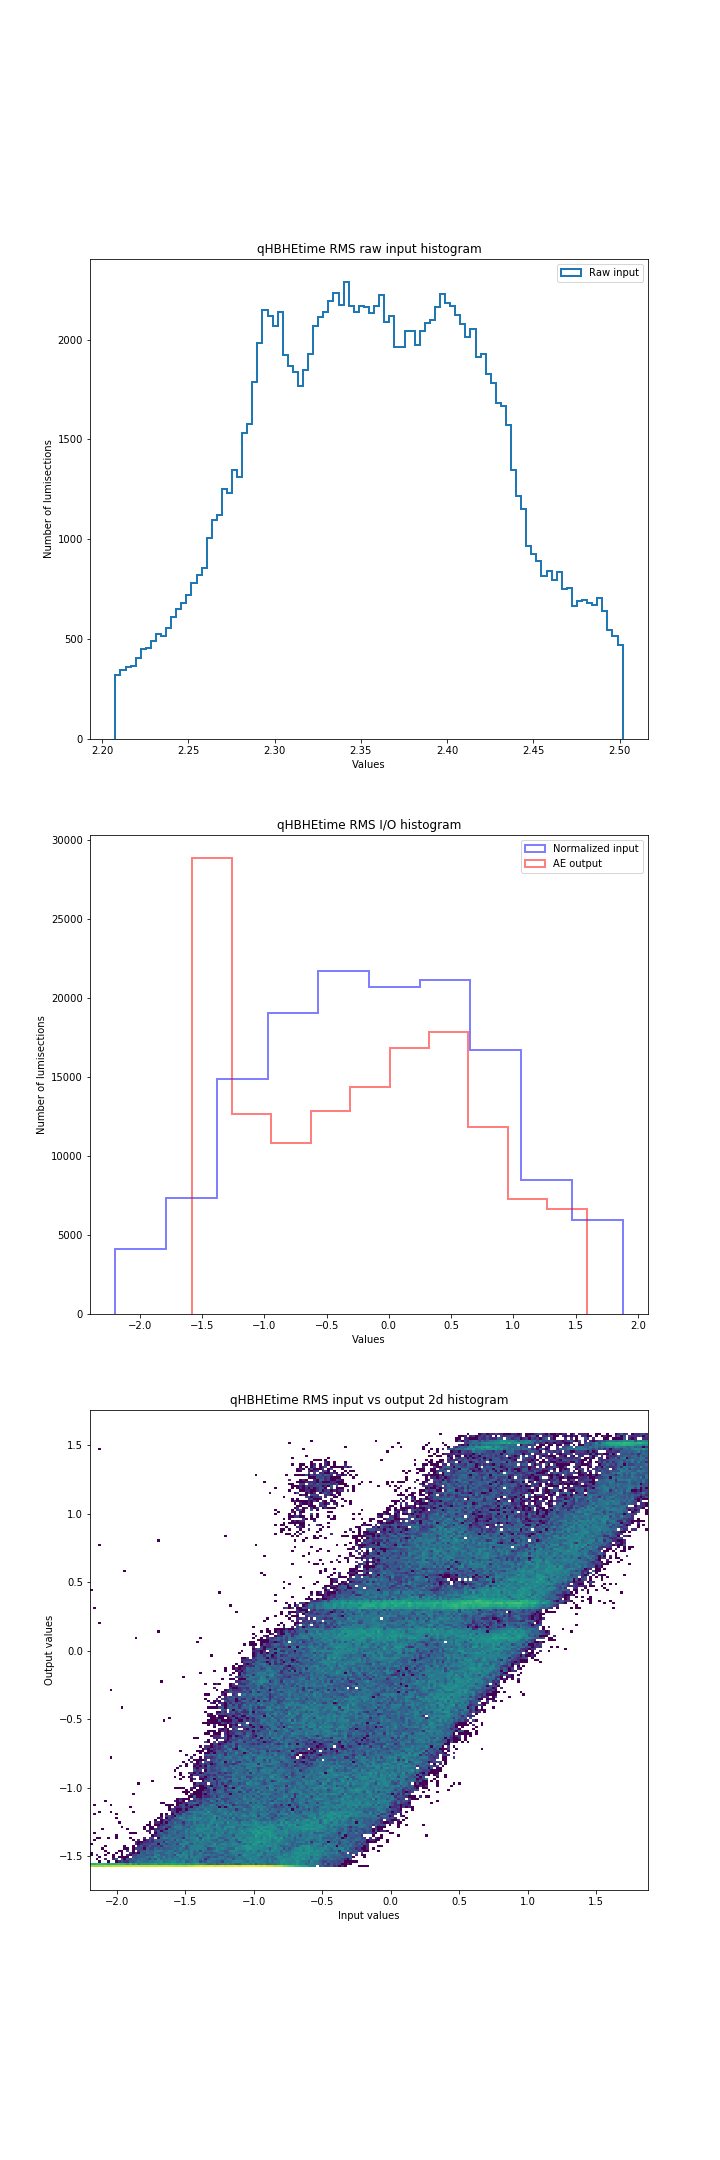 qHBHEtime RMS raw input histogram
Raw input
2000
1500
1000
500
0
Number of lumisections
2.20 2.25 2.30 2.35 2.40 2.45 2.50
Values
qHBHEtime RMS I/O histogram
Normalized input
AE output
30000
25000
20000
15000
10000
5000
0
Number of lumisections
−2.0 −1.5 −1.0 −0.5 0.0 0.5 1.0 1.5 2.0
Values
qHBHEtime RMS input vs output 2d histogram
1.5
1.0
0.5
0.0
−0.5
−1.0
−1.5
Output values
−2.0 −1.5 −1.0 −0.5 0.0 0.5 1.0 1.5
Input values